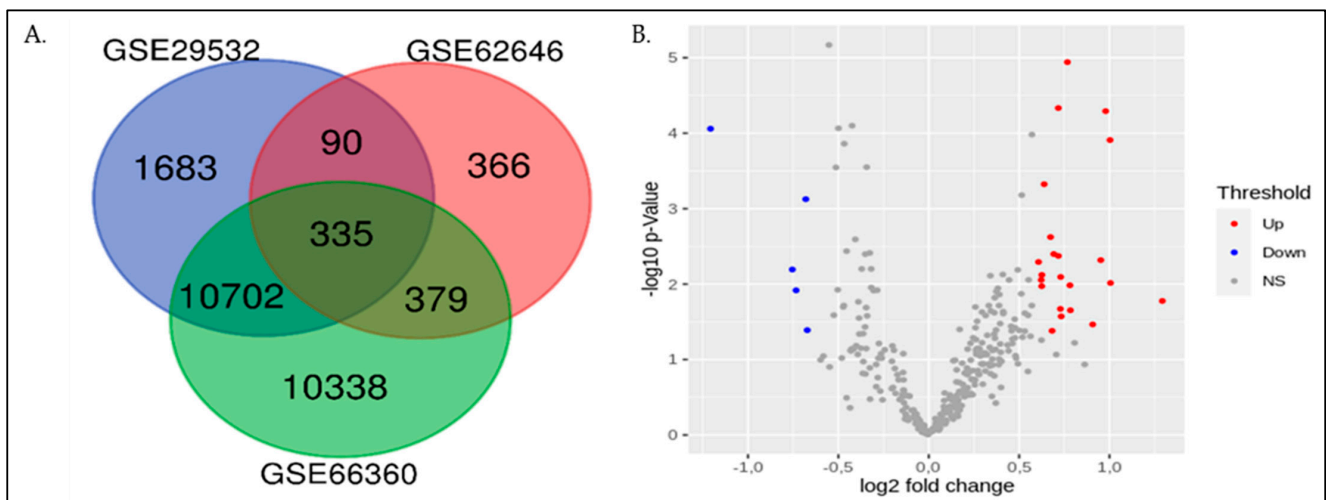 A.
GSE29532
GSE62646
1683
90
366
335
10702
379
10338
GSE66360
B.
5
4
3
2
1
0
-log10 p-Value
-1,0
-0,5
0,0
0,5
1,0
log2 fold change
Threshold
Up
Down
NS